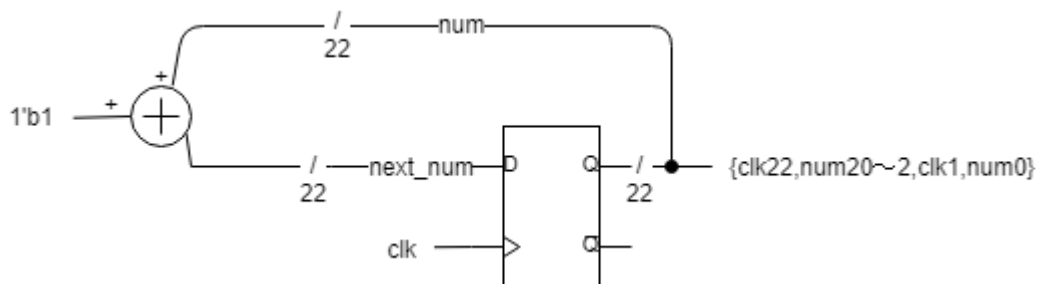 /
num
22
+
+
1'b1
/
next_num
D
Q
/
{clk22,num20～2,clk1,num0}
22
22
clk
Q